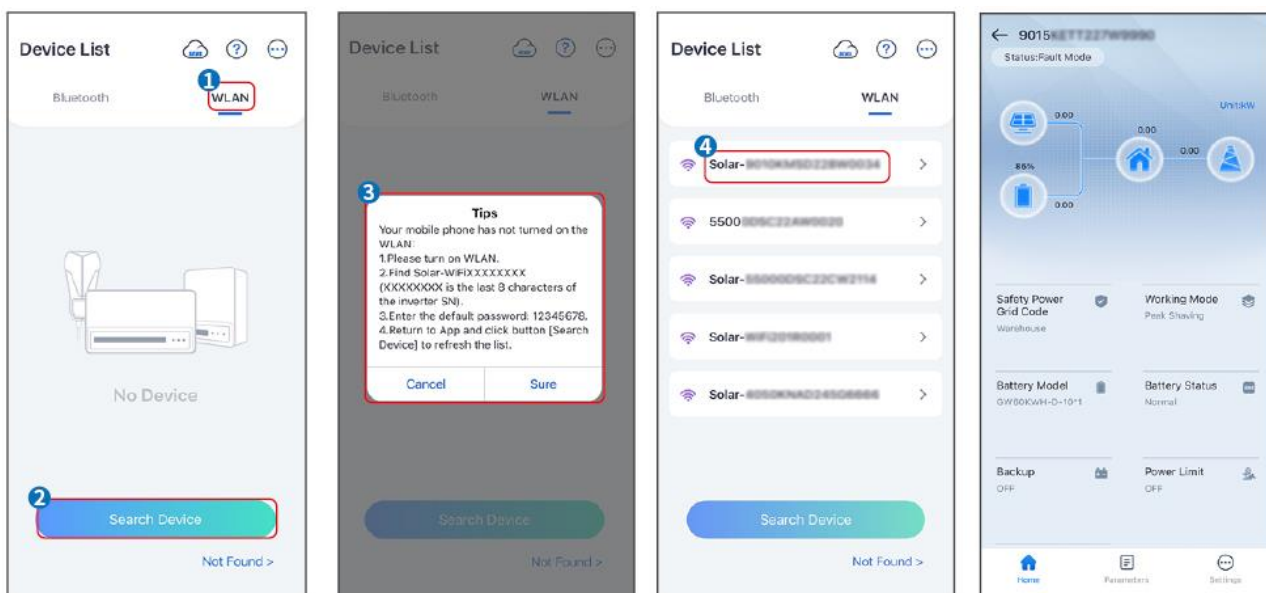 Device List
1
Bluetooth
WLAN
No Device
2
Search Device
Not Found >
Device List
Bluetooth
WLAN
3
Tips
Your mobile phone has not turned on the
WLAN:
1.Please turn on WLAN.
2.Find Solar-WiFiXXXXXXXX
(XXXXXXXX is the last 8 characters of
the inverter SN).
3.Enter the default password: 12345678.
4.Return to App and click button [Search
Device] to refresh the list.
Cancel
Sure
Search Device
Not Found >
Device List
Bluetooth
WLAN
4
Solar-
5500
Solar-
Solar-
Solar-
Search Device
Not Found >
9015
Status:Fault Mode
Unit:kW
0.00
0.00
0.00
86%
0.00
Safety Power
Grid Code
Warehouse
Working Mode
Peak Shaving
Battery Model
GW60KWH-D-10*1
Battery Status
Normal
Backup
OFF
Power Limit
OFF
Home
Parameters
Settings